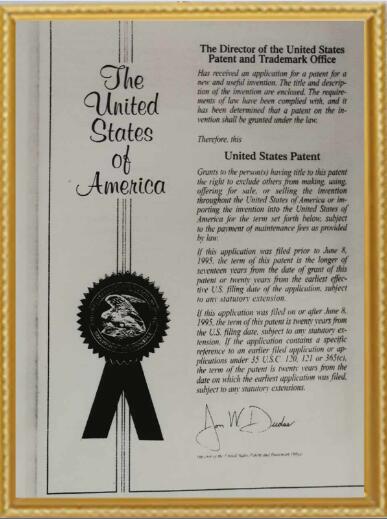 The
United
States
of
America
The Director of the United States
Patent and Trademark Office
Has received an application for a patent for a
new and useful invention. The title and descrip-
tion of the invention are enclosed. The require-
ments of law have been complied with, and it
has been determined that a patent on the in-
vention shall be granted under the law.
Therefore, this
United States Patent
Grants to the person(s) having title to this patent
the right to exclude others from making, using,
offering for sale, or selling the invention
throughout the United States of America or im-
porting the invention into the United States of
America for the term set forth below, subject
to the payment of maintenance fees as provided
by law.
If this application was filed prior to June 8,
1995, the term of this patent is the longer of
seventeen years from the date of grant of this
patent or twenty years from the earliest effec-
tive U.S. filing date of the application, subject
to any statutory extension.
If this application was filed on or after June 8,
1995, the term of this patent is twenty years from
the U.S. filing date, subject to any statutory ex-
tension. If the application contains a specific
reference to an earlier filed application or ap-
plications under 35 U.S.C. 120, 121 or 365(c),
the term of the patent is twenty years from the
date on which the earliest application was filed,
subject to any statutory extensions.
Jon W Dudas
of the United States Patent and Trademark Office